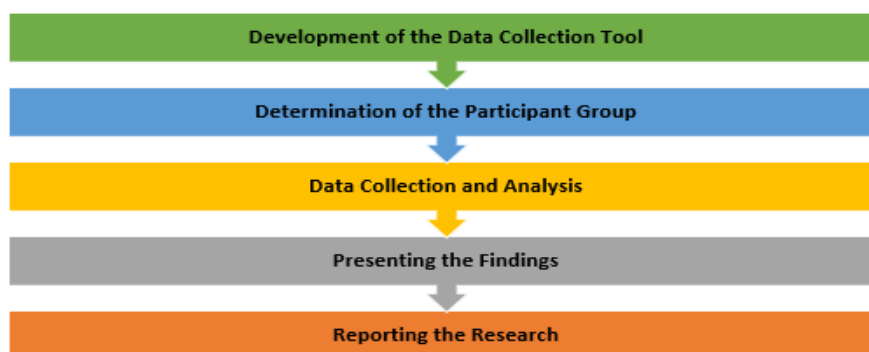 Development of the Data Collection Tool
Determination of the Participant Group
Data Collection and Analysis
Presenting the Findings
Reporting the Research